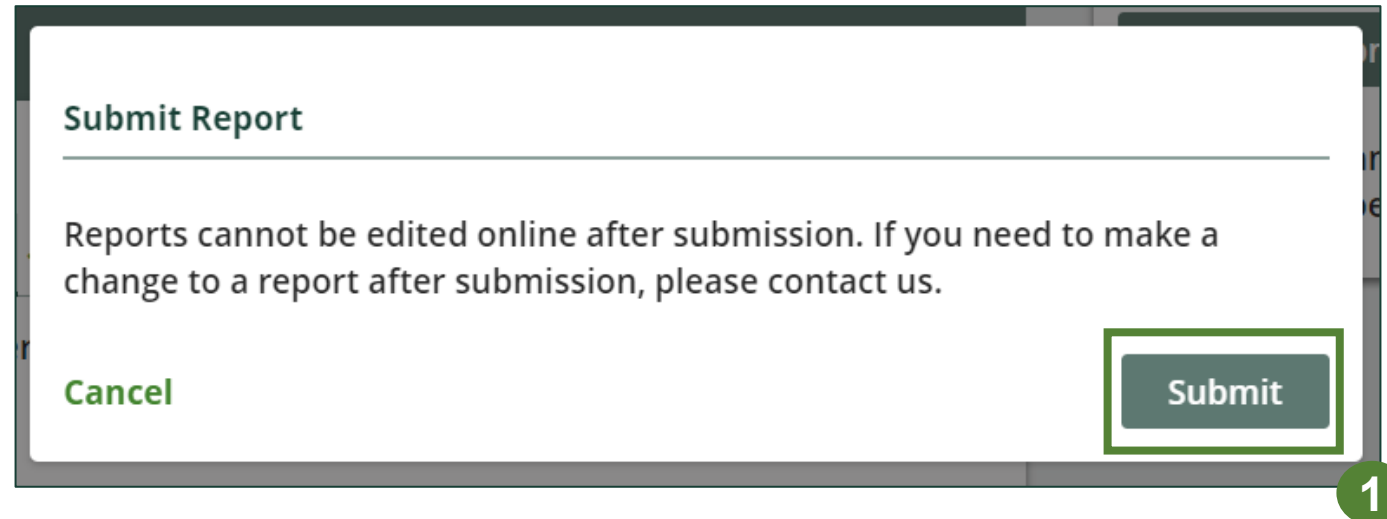 Submit Report
Reports cannot be edited online after submission. If you need to make a
change to a report after submission, please contact us.
Cancel
Submit
1